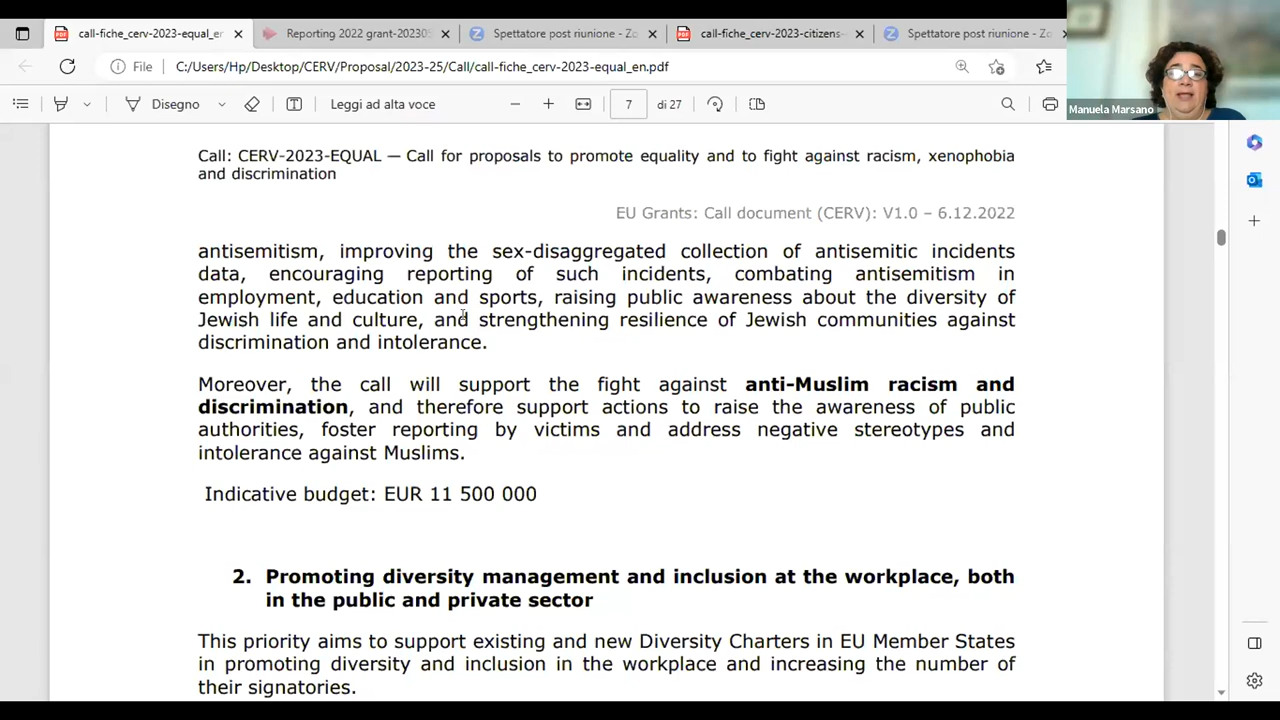 call-fiche_cerv-2023-equal_en
Reporting 2022 grant-20230
Spettatore post riunione - Zo
call-fiche_cerv-2023-citizens-
Spettatore post riunione - Zo
File
C:/Users/Hp/Desktop/CERV/Proposal/2023-25/Call/call-fiche_cerv-2023-equal_en.pdf
Manuela Marsano
Disegno
Leggi ad alta voce
7
di 27
Call: CERV-2023-EQUAL — Call for proposals to promote equality and to fight against racism, xenophobia
and discrimination
EU Grants: Call document (CERV): V1.0 – 6.12.2022
antisemitism, improving the sex-disaggregated collection of antisemitic incidents
data, encouraging reporting of such incidents, combating antisemitism in
employment, education and sports, raising public awareness about the diversity of
Jewish life and culture, and strengthening resilience of Jewish communities against
discrimination and intolerance.
Moreover, the call will support the fight against anti-Muslim racism and
discrimination, and therefore support actions to raise the awareness of public
authorities, foster reporting by victims and address negative stereotypes and
intolerance against Muslims.
Indicative budget: EUR 11 500 000
2. Promoting diversity management and inclusion at the workplace, both
in the public and private sector
This priority aims to support existing and new Diversity Charters in EU Member States
in promoting diversity and inclusion in the workplace and increasing the number of
their signatories.